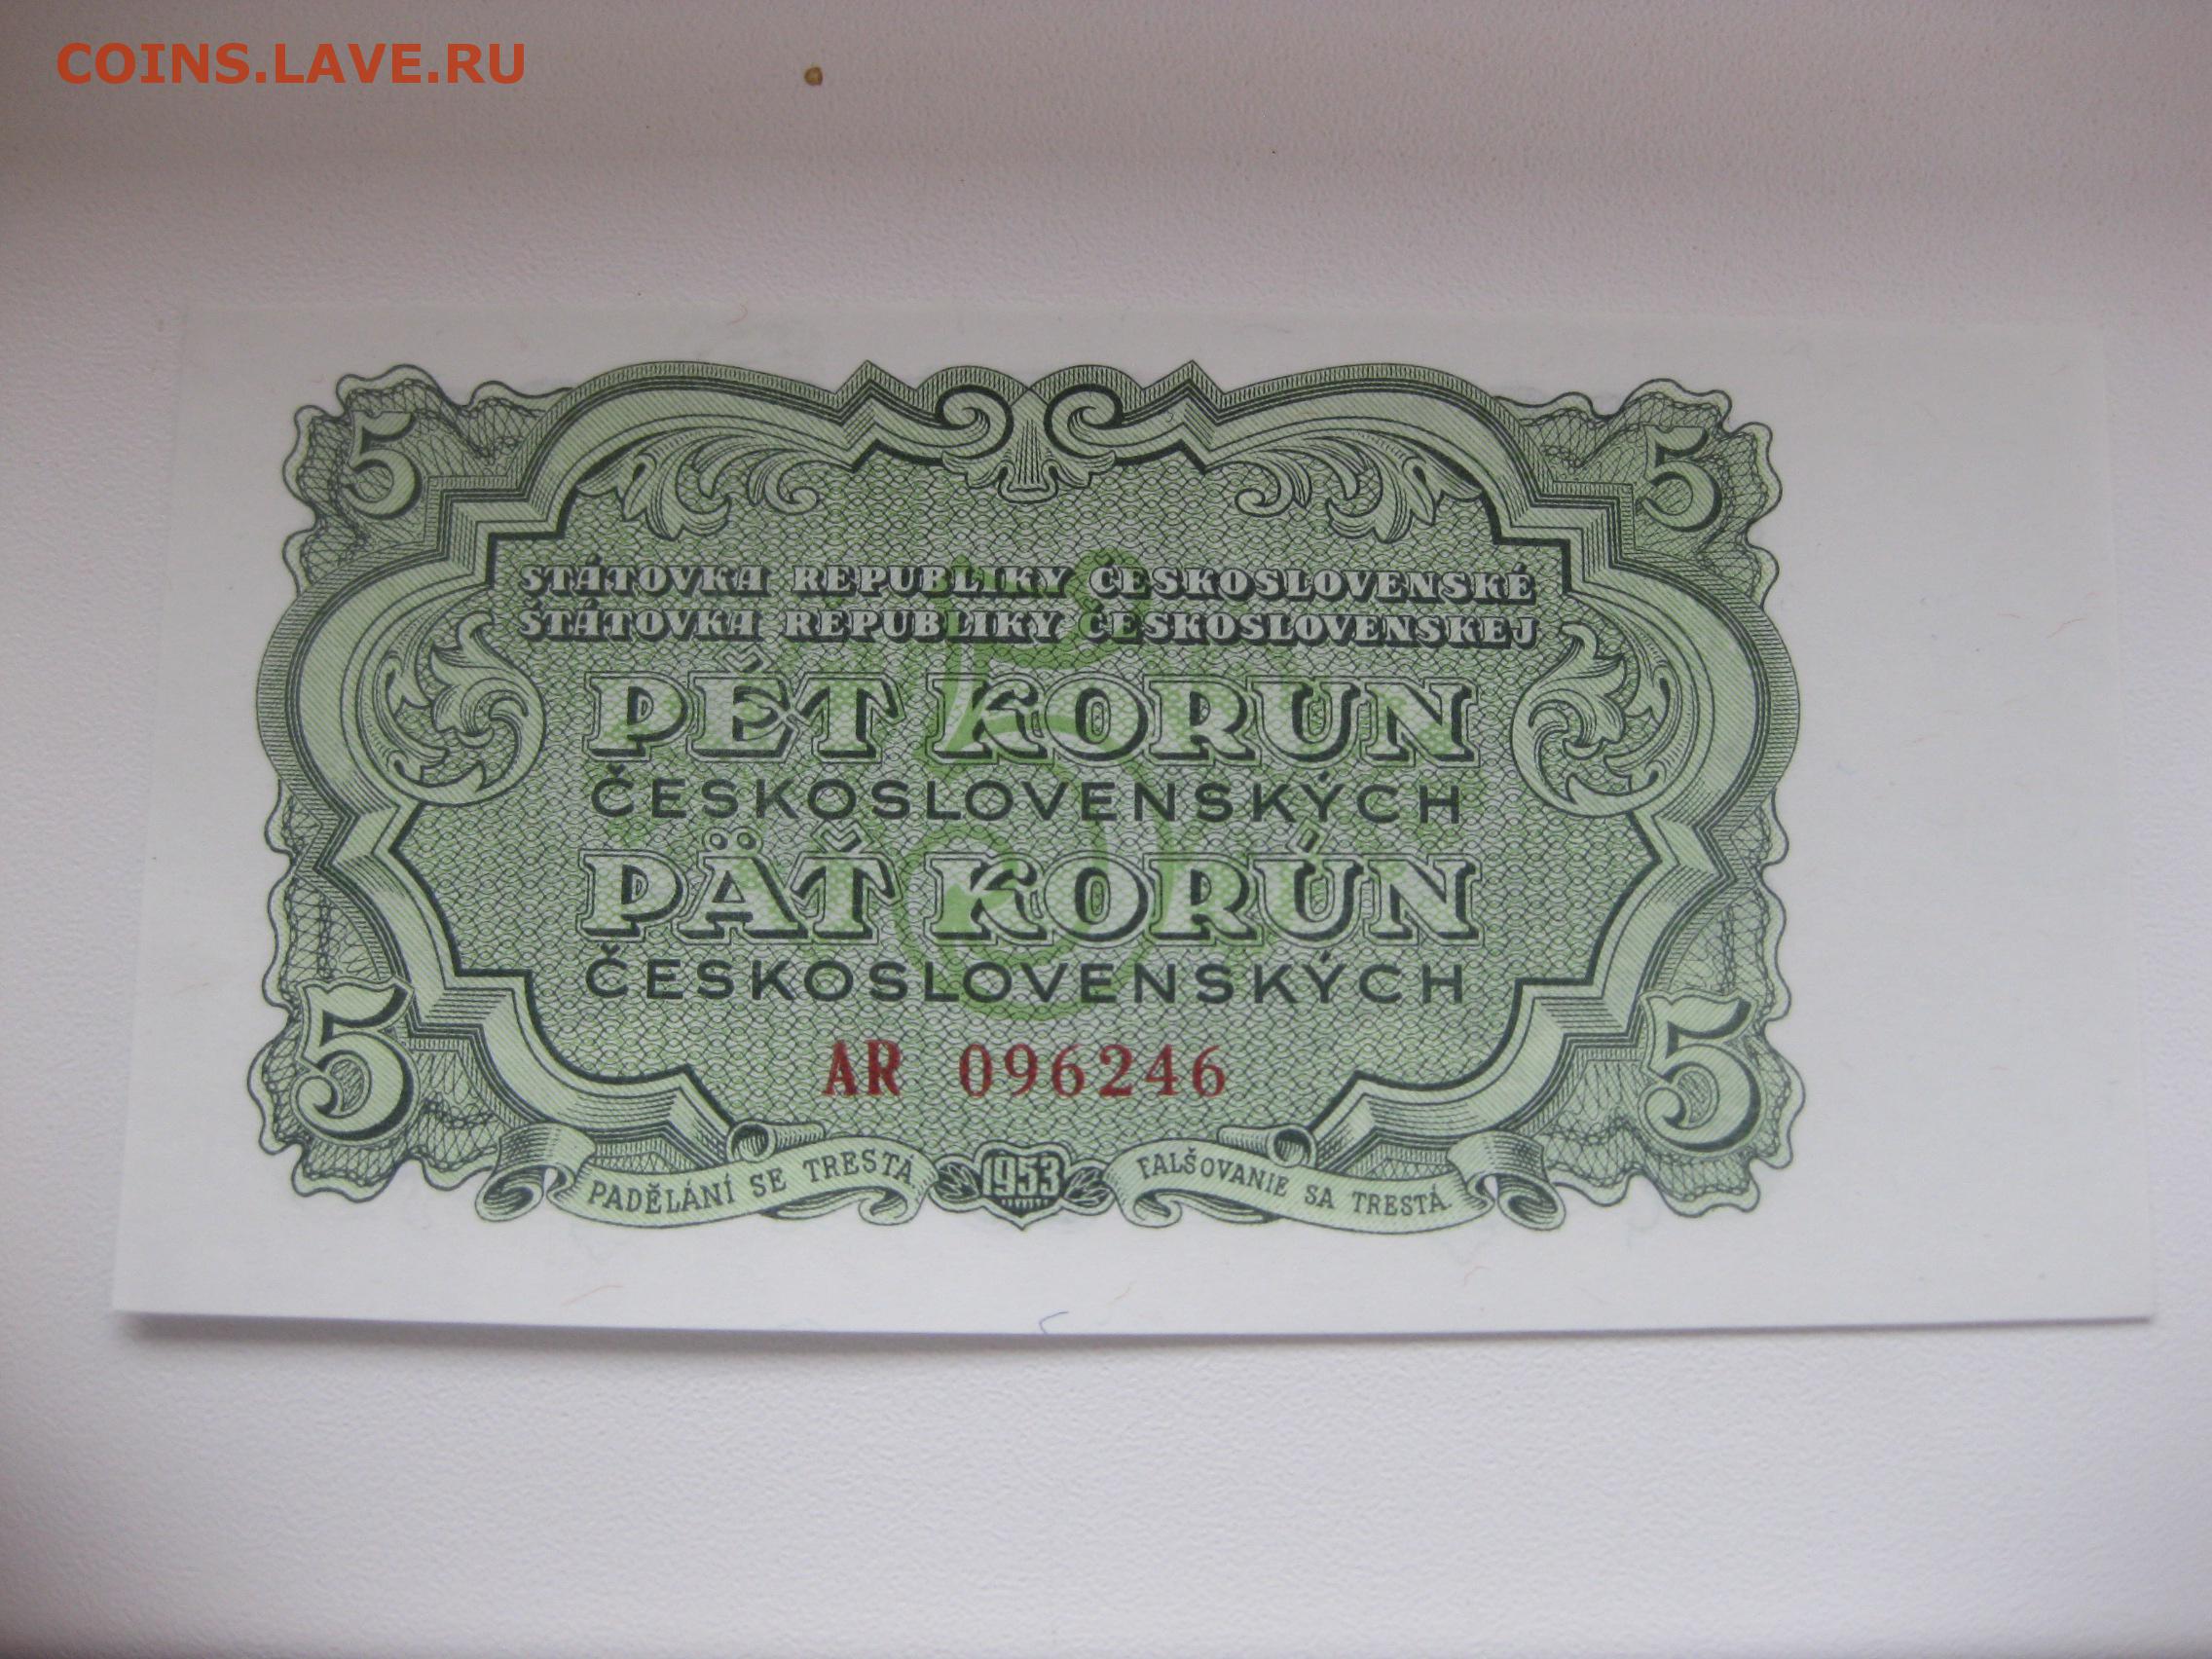 COINS.LAVE.RU
5 5
STÁTOVKA REPUBLIKY ČESKOSLOVENSKÉ
ŠTÁTOVKA REPUBLIKY ČESKOSLOVENSKEJ
PĚT KORUN
ČESKOSLOVENSKÝCH
PÄŤ KORÚN
ČESKOSLOVENSKÝCH
5 5
AR 096246
PADĚLÁNÍ SE TRESTÁ. 1953 FALŠOVANIE SA TRESTÁ.